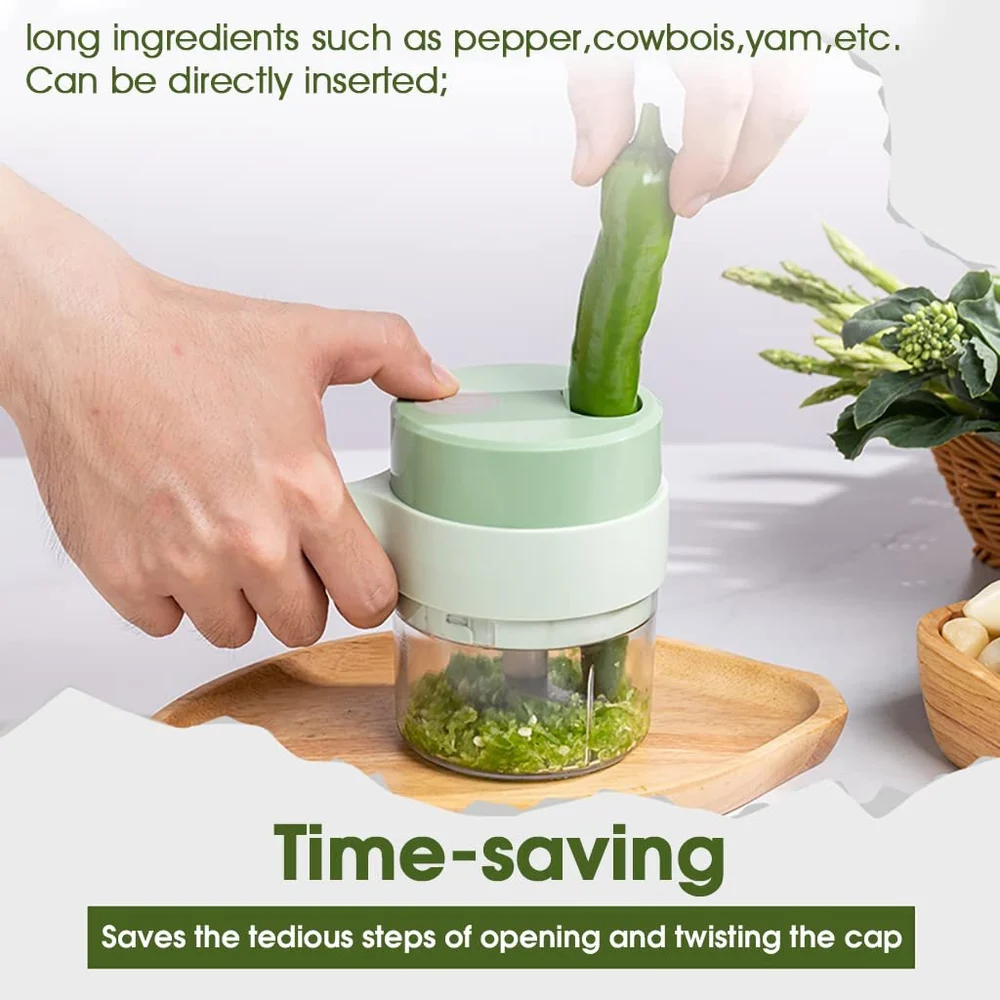 long ingredients such as pepper,cowbois,yam,etc.
Can be directly inserted;
Time-saving
Saves the tedious steps of opening and twisting the cap